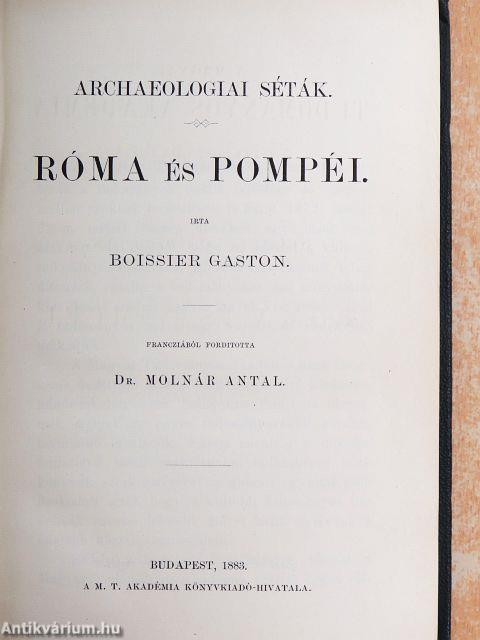 ARCHAEOLOGIAI SÉTÁK.
RÓMA ÉS POMPÉI.
IRTA
BOISSIER GASTON.
FRANCZIÁBÓL FORDITOTTA
DR. MOLNÁR ANTAL.
BUDAPEST, 1883.
A M. T. AKADÉMIA KÖNYVKIADÓ-HIVATALA.
Antikvárium.hu